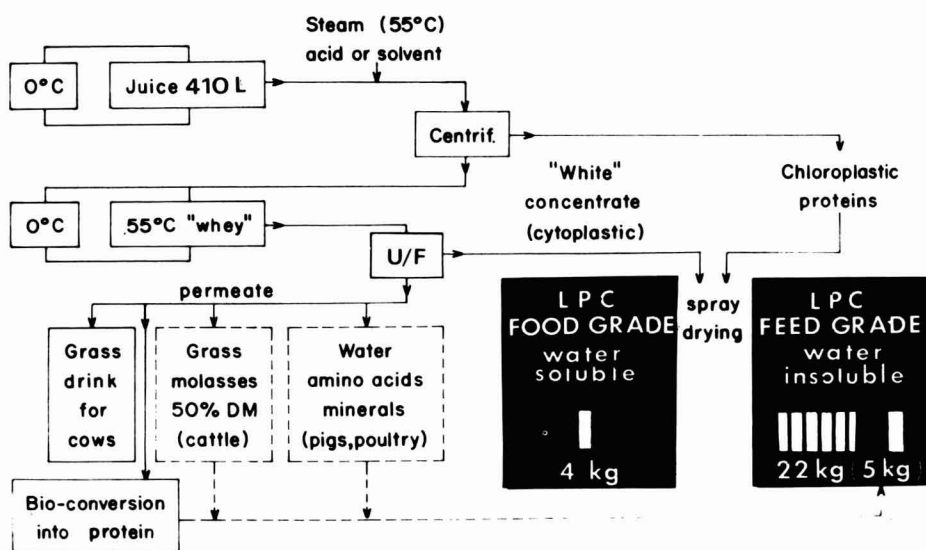 Steam (55°C)
acid or solvent
0°C
Juice 410 L
Centrif.
"White"
concentrate
(cytoplastic)
Chloroplastic
proteins
0°C
55°C "whey"
U/F
permeate
spray
drying
LPC
FOOD GRADE
water
soluble
4 kg
LPC
FEED GRADE
water
insoluble
22 kg 5 kg
Grass
drink
for
cows
Grass
molasses
50% DM
(cattle)
Water
amino acids
minerals
(pigs, poultry)
Bio-conversion
into protein